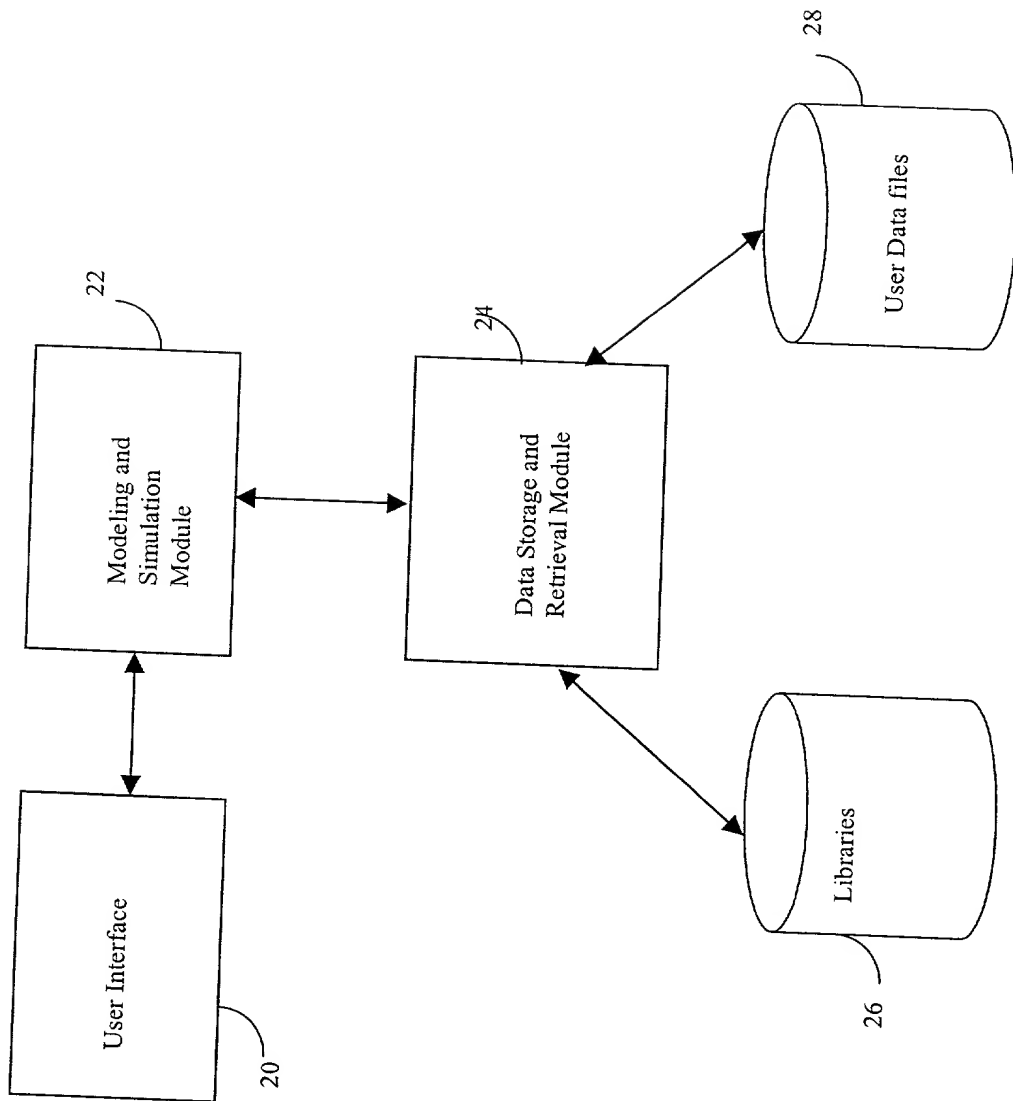 User Interface
20
Modeling and
Simulation
Module
22
Data Storage and
Retrieval Module
24
Libraries
26
User Data files
28